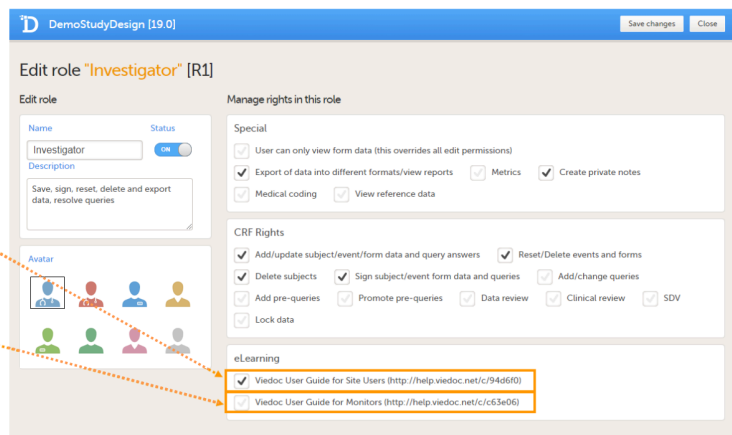 DemoStudyDesign [19.0]
Save changes
Close
Edit role "Investigator" [R1]
Edit role
Manage rights in this role
Name
Status
Investigator
ON
Description
Save, sign, reset, delete and export
data, resolve queries
Avatar
Special
User can only view form data (this overrides all edit permissions)
Export of data into different formats/view reports
Metrics
Create private notes
Medical coding
View reference data
CRF Rights
Add/update subject/event/form data and query answers
Reset/Delete events and forms
Delete subjects
Sign subject/event form data and queries
Add/change queries
Add pre-queries
Promote pre-queries
Data review
Clinical review
SDV
Lock data
eLearning
Viedoc User Guide for Site Users (http://help.viedoc.net/c/94d6f0)
Viedoc User Guide for Monitors (http://help.viedoc.net/c/c63e06)